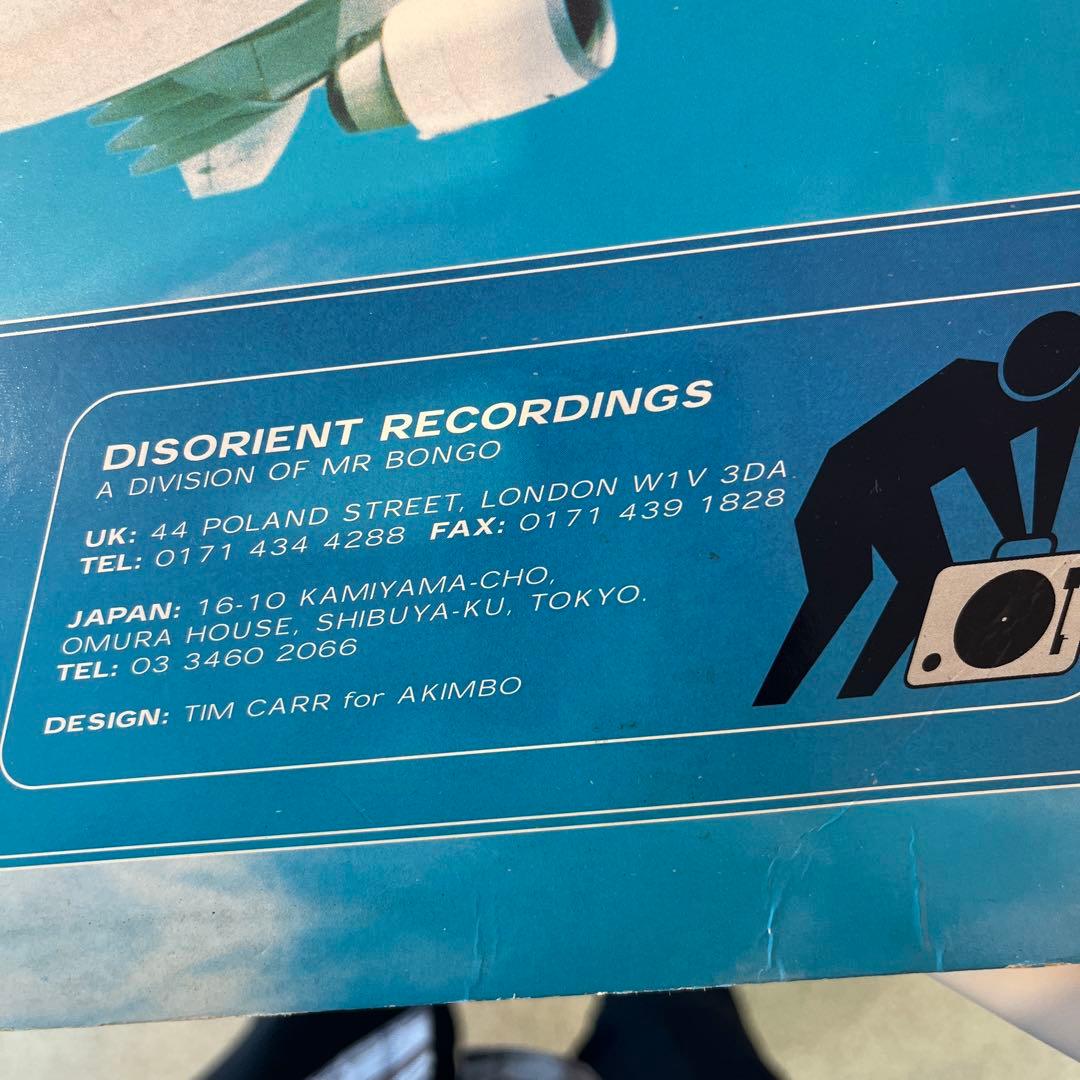 DISORIENT RECORDINGS
A DIVISION OF MR BONGO
UK: 44 POLAND STREET, LONDON W1V 3DA
TEL: 0171 434 4288 FAX: 0171 439 1828
JAPAN: 16-10 KAMIYAMA-CHO,
OMURA HOUSE, SHIBUYA-KU, TOKYO.
TEL: 03 3460 2066
DESIGN: TIM CARR for AKIMBO